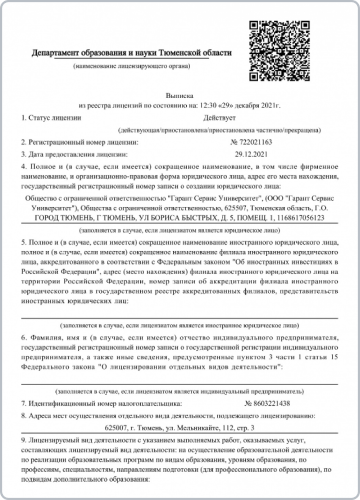 Департамент образования и науки Тюменской области
(наименование лицензирующего органа)
Выписка
из реестра лицензий по состоянию на: 12:30 «29» декабря 2021г.
1. Статус лицензии Действует
(действующая/приостановлена/приостановлена частично/прекращена)
2. Регистрационный номер лицензии: № 722021163
3. Дата предоставления лицензии: 29.12.2021
4. Полное и (в случае, если имеется) сокращенное наименование, в том числе фирменное
наименование, и организационно-правовая форма юридического лица, адрес его места нахождения,
государственный регистрационный номер записи о создании юридического лица:
Общество с ограниченной ответственностью "Гарант Сервис Университет", (ООО "Гарант Сервис
Университет"), Общество с ограниченной ответственностью, 625507, Тюменская область, Г.О.
ГОРОД ТЮМЕНЬ, Г ТЮМЕНЬ, УЛ БОРИСА БЫСТРЫХ, Д. 5, ПОМЕЩ. 1, 1168617056123
(заполняется в случае, если лицензиатом является юридическое лицо)
5. Полное и (в случае, если имеется) сокращенное наименование иностранного юридического лица,
полное и (в случае, если имеется) сокращенное наименование филиала иностранного юридического
лица, аккредитованного в соответствии с Федеральным законом "Об иностранных инвестициях в
Российской Федерации", адрес (место нахождения) филиала иностранного юридического лица на
территории Российской Федерации, номер записи об аккредитации филиала иностранного
юридического лица в государственном реестре аккредитованных филиалов, представительств
иностранных юридических лиц:
(заполняется в случае, если лицензиатом является иностранное юридическое лицо)
6. Фамилия, имя и (в случае, если имеется) отчество индивидуального предпринимателя,
государственный регистрационный номер записи о государственной регистрации индивидуального
предпринимателя, а также иные сведения, предусмотренные пунктом 3 части 1 статьи 15
Федерального закона "О лицензировании отдельных видов деятельности":
(заполняется в случае, если лицензиатом является индивидуальный предприниматель)
7. Идентификационный номер налогоплательщика: № 8603221438
8. Адреса мест осуществления отдельного вида деятельности, подлежащего лицензированию:
625007, г. Тюмень, ул. Мельникайте, 112, стр. 3
9. Лицензируемый вид деятельности с указанием выполняемых работ, оказываемых услуг,
составляющих лицензируемый вид деятельности: на осуществление образовательной деятельности
по реализации образовательных программ по видам образования, уровням образования, по
профессиям, специальностям, направлениям подготовки (для профессионального образования), по
подвидам дополнительного образования: